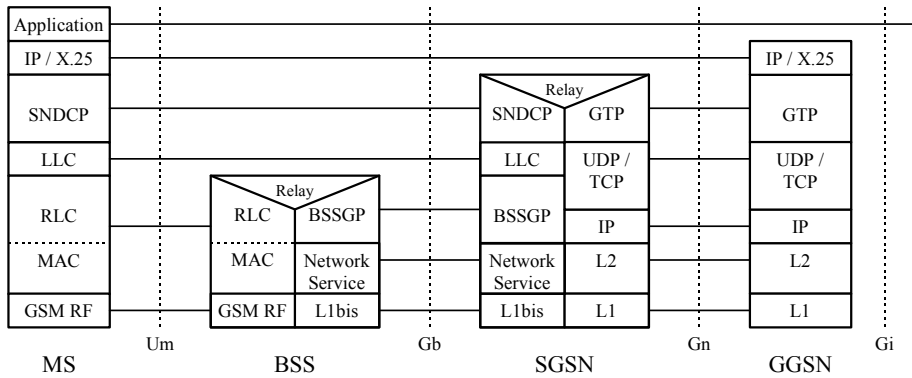 Application
IP / X.25
SNDCP
LLC
RLC
MAC
GSM RF
MS
Um
Relay
RLC
BSSGP
MAC
Network
Service
GSM RF
L1bis
BSS
Gb
Relay
SNDCP
GTP
LLC
UDP /
TCP
BSSGP
IP
Network
Service
L2
L1bis
L1
SGSN
Gn
IP / X.25
GTP
UDP /
TCP
IP
L2
L1
GGSN
Gi